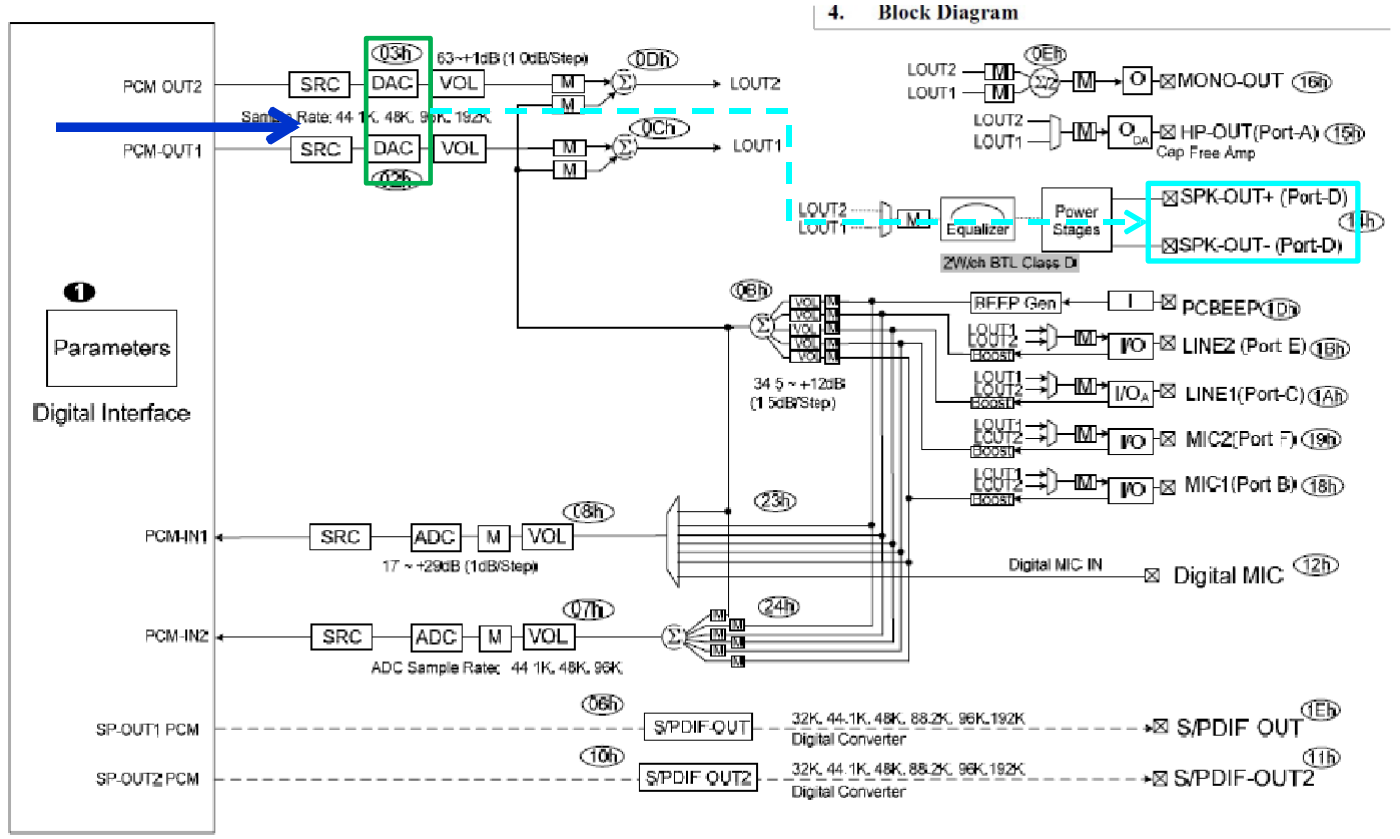 4. Block Diagram
03h
63~+1dB (1 0dB/Step)
0Dh
PCM OUT2
SRC
DAC
VOL
M
Σ
LOUT2
M
Sample Rate: 44 1K, 48K, 96K, 192K
0Ch
PCM-OUT1
SRC
DAC
VOL
M
Σ
LOUT1
M
02h
0Eh
LOUT2
M
LOUT1
M
Σ/2
M
O
MONO-OUT
16h
LOUT2
LOUT1
M
O DA
HP-OUT(Port-A)
15h
Cap Free Amp
LOUT2
LOUT1
M
Equalizer
Power
Stages
SPK-OUT+ (Port-D)
14h
SPK-OUT- (Port-D)
2W/ch BTL Class D
1
Parameters
Digital Interface
0Bh
Σ
VOL M
VOL M
VOL M
VOL M
VOL M
34 5 ~ +12dB
(1 5dB/Step)
BEEP Gen
I
PCBEEP
1Dh
LOUT1
LOUT2
M
I/O
LINE2 (Port E)
1Bh
Boost
LOUT1
LOUT2
M
I/OA
LINE1(Port-C)
1Ah
Boost
LOUT1
LOUT2
M
I/O
MIC2(Port F)
19h
Boost
LOUT1
LOUT2
M
I/O
MIC1(Port B)
18h
Boost
23h
08h
PCM-IN1
SRC
ADC
M
VOL
17 ~ +29dB (1dB/Step)
Digital MIC IN
Digital MIC
12h
07h
24h
PCM-IN2
SRC
ADC
M
VOL
Σ
M
M
M
M
M
M
ADC Sample Rate: 44 1K, 48K, 96K,
06h
SP-OUT1 PCM
S/PDIF-OUT
32K, 44.1K, 48K, 88.2K, 96K,192K
Digital Converter
S/PDIF OUT
1Eh
10h
SP-OUT2 PCM
S/PDIF OUT2
32K, 44.1K, 48K, 88.2K, 96K,192K
Digital Converter
S/PDIF-OUT2
11h